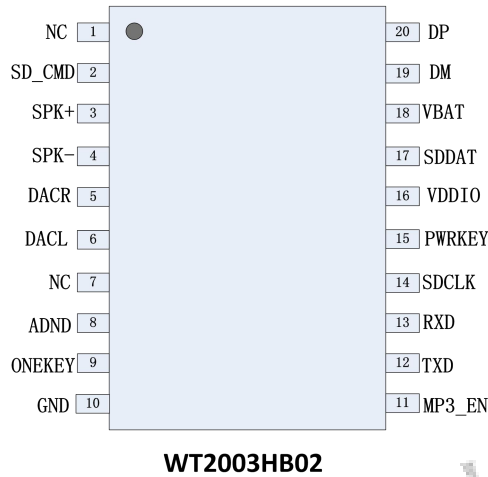 NC 1 20 DP
SD_CMD 2 19 DM
SPK+ 3 18 VBAT
SPK- 4 17 SDDAT
DACR 5 16 VDDIO
DACL 6 15 PWRKEY
NC 7 14 SDCLK
ADND 8 13 RXD
ONEKEY 9 12 TXD
GND 10 11 MP3_EN
WT2003HB02